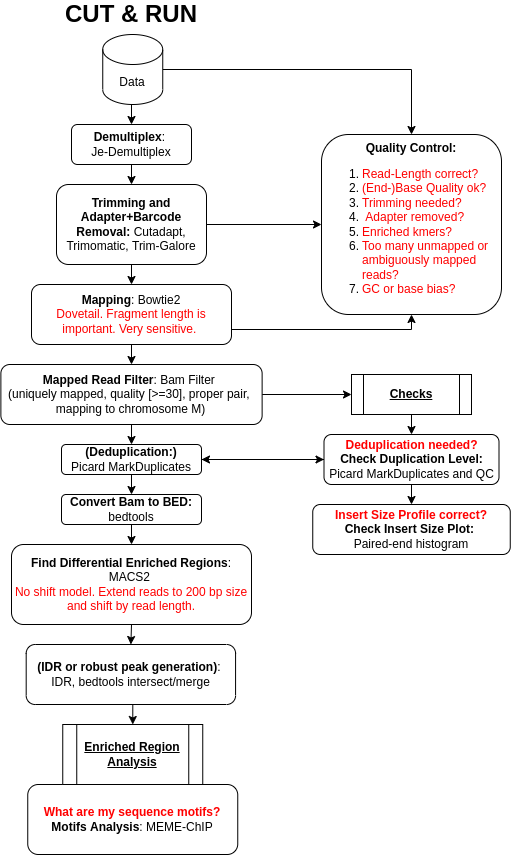 CUT & RUN
Data
Demultiplex:
Je-Demultiplex
Trimming and
Adapter+Barcode
Removal: Cutadapt,
Trimomatic, Trim-Galore
Quality Control:
1. Read-Length correct?
2. (End-)Base Quality ok?
3. Trimming needed?
4. Adapter removed?
5. Enriched kmers?
6. Too many unmapped or
ambiguously mapped
reads?
7. GC or base bias?
Mapping: Bowtie2
Dovetail. Fragment length is
important. Very sensitive.
Mapped Read Filter: Bam Filter
(uniquely mapped, quality [>=30], proper pair,
mapping to chromosome M)
Checks
(Deduplication:)
Picard MarkDuplicates
Deduplication needed?
Check Duplication Level:
Picard MarkDuplicates and QC
Convert Bam to BED:
bedtools
Insert Size Profile correct?
Check Insert Size Plot:
Paired-end histogram
Find Differential Enriched Regions:
MACS2
No shift model. Extend reads to 200 bp size
and shift by read length.
(IDR or robust peak generation):
IDR, bedtools intersect/merge
Enriched Region
Analysis
What are my sequence motifs?
Motifs Analysis: MEME-ChIP